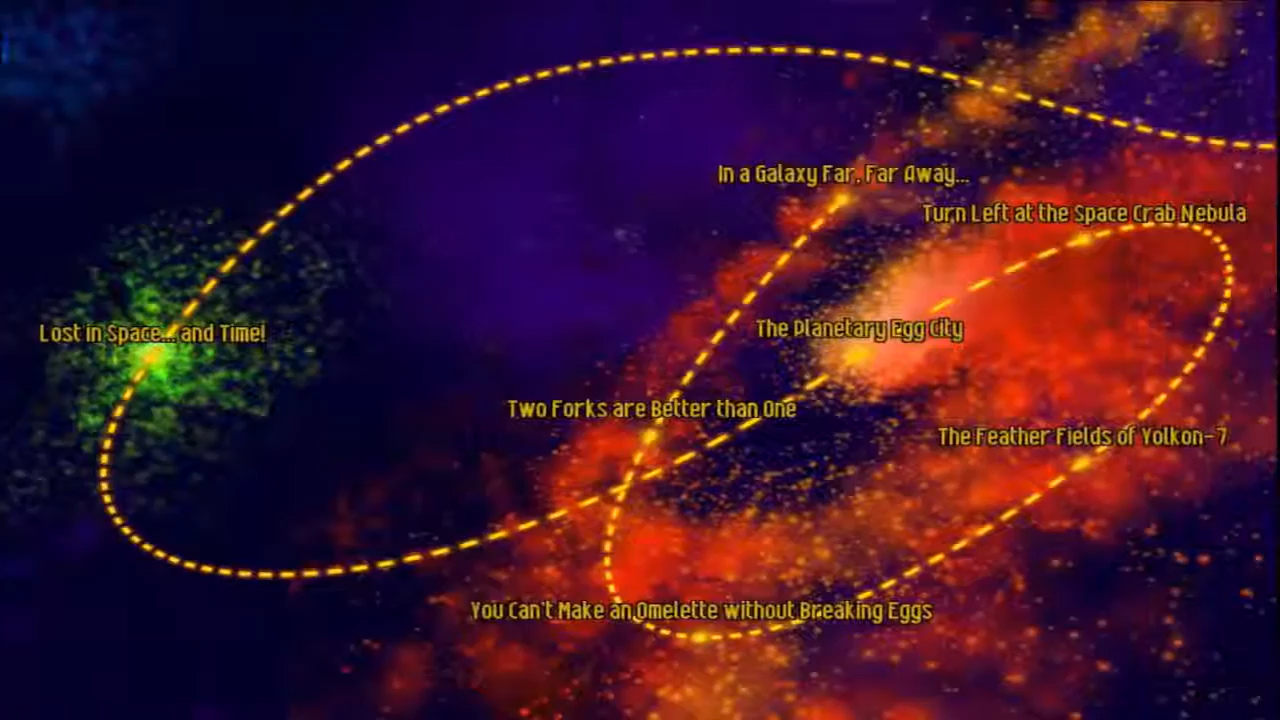 In a Galaxy Far, Far Away...
Turn Left at the Space Crab Nebula
Lost in Space... and Time!
The Planetary Egg City
Two Forks are Better than One
The Feather Fields of Yolkon-7
You Can't Make an Omelette without Breaking Eggs